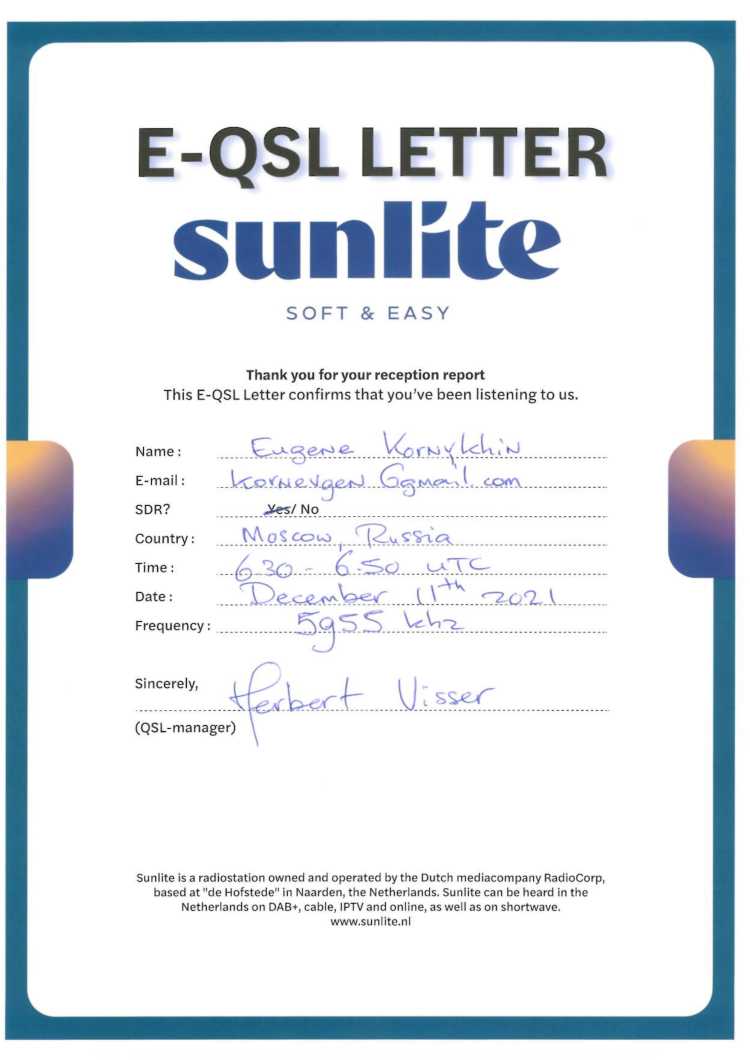 E-QSL LETTER
sunlite
SOFT & EASY
Thank you for your reception report
This E-QSL Letter confirms that you've been listening to us.
Name: Eugene Kornykhin
E-mail: kornevgen @gmail.com
SDR? Yes/ No
Country: Moscow, Russia
Time: 6.30 - 6.50 UTC
Date: December 11th 2021
Frequency: 5955 khz
Sincerely, Herbert Visser
(QSL-manager)
Sunlite is a radiostation owned and operated by the Dutch mediacompany RadioCorp,
based at "de Hofstede" in Naarden, the Netherlands. Sunlite can be heard in the
Netherlands on DAB+, cable, IPTV and online, as well as on shortwave.
www.sunlite.nl